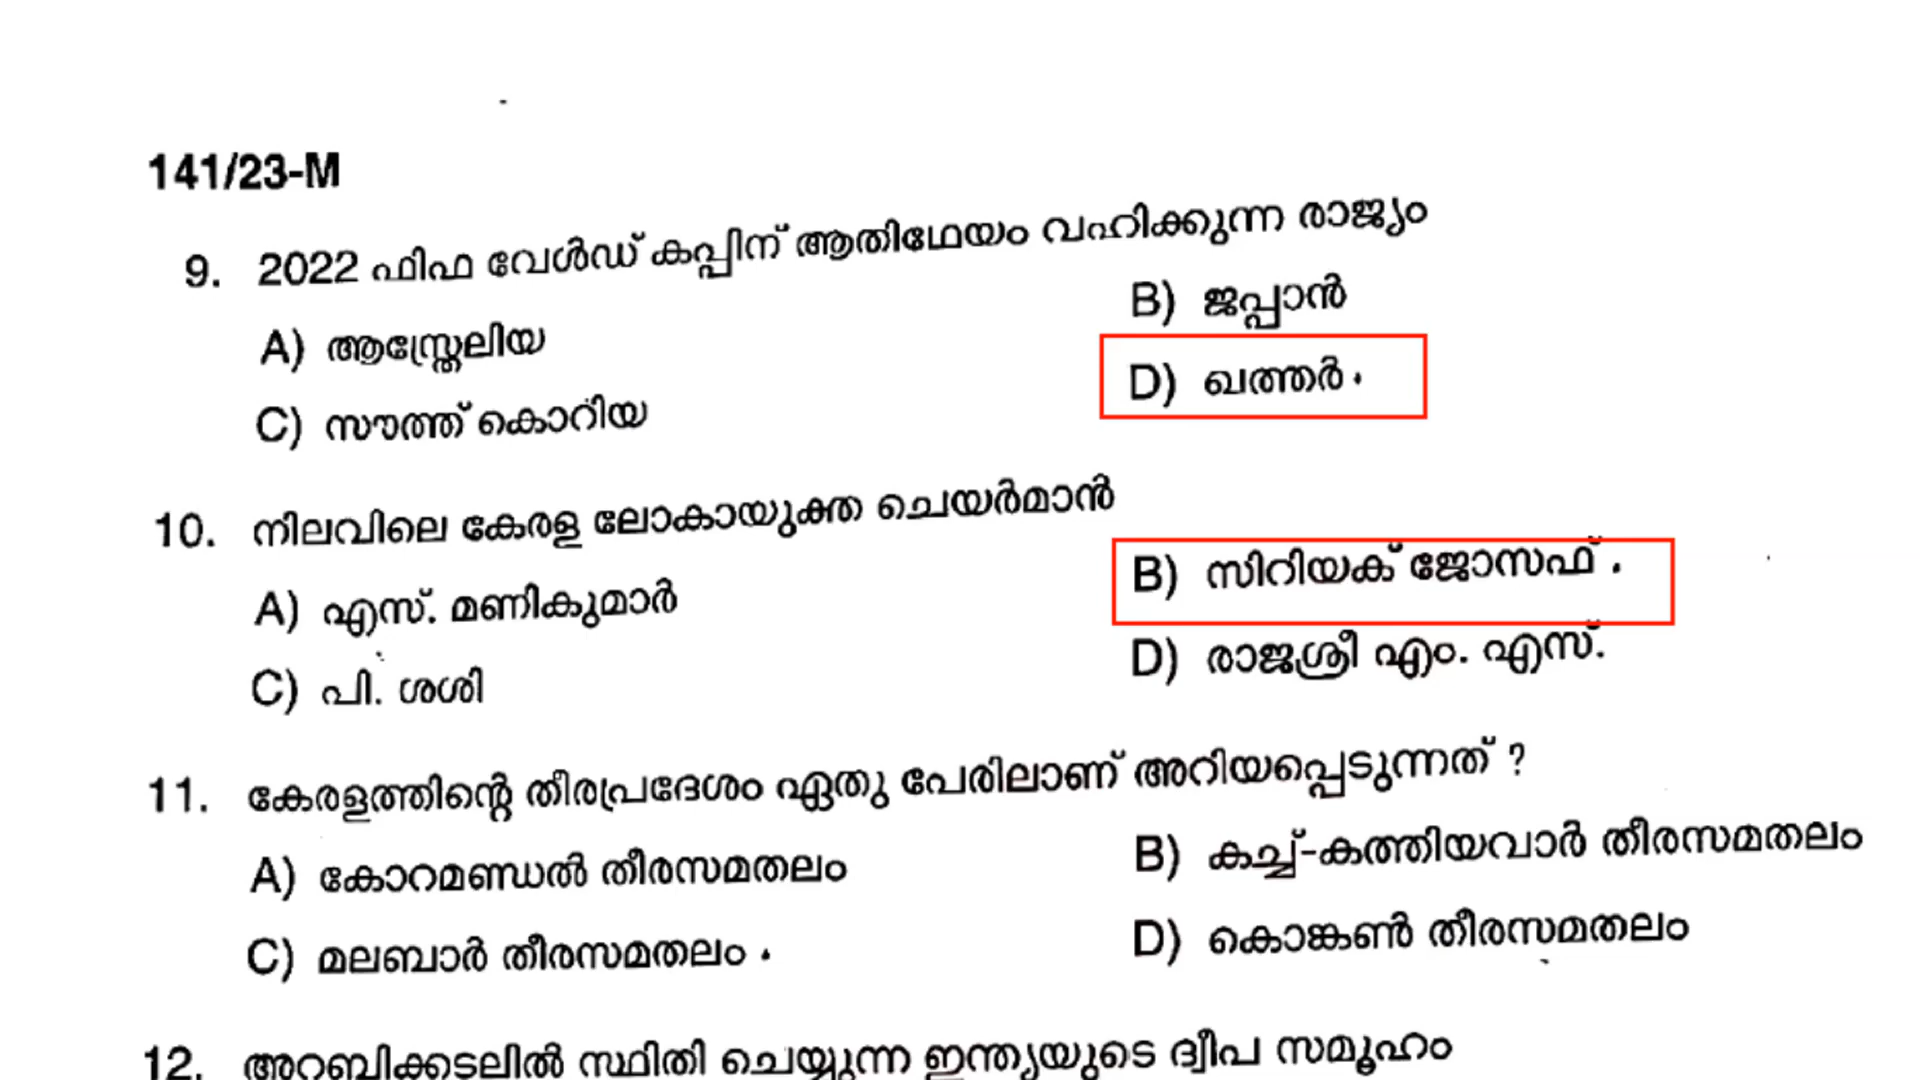 141/23-M
9. 2022 ഫിഫ വേൾഡ് കപ്പിന് ആതിഥേയം വഹിക്കുന്ന രാജ്യം
A) ആസ്ത്രേലിയ
B) ജപ്പാൻ
C) സൗത്ത് കൊറിയ
D) ഖത്തർ
10. നിലവിലെ കേരള ലോകായുക്ത ചെയർമാൻ
A) എസ്. മണികുമാർ
B) സിറിയക് ജോസഫ്
C) പി. ശശി
D) രാജശ്രീ എം. എസ്.
11. കേരളത്തിന്റെ തീരപ്രദേശം ഏതു പേരിലാണ് അറിയപ്പെടുന്നത് ?
A) കോറമണ്ഡൽ തീരസമതലം
B) കച്ച്-കത്തിയവാർ തീരസമതലം
C) മലബാർ തീരസമതലം
D) കൊങ്കൺ തീരസമതലം
12. അറബിക്കടലിൽ സ്ഥിതി ചെയ്യുന്ന ഇന്ത്യയുടെ ദ്വീപ സമൂഹം